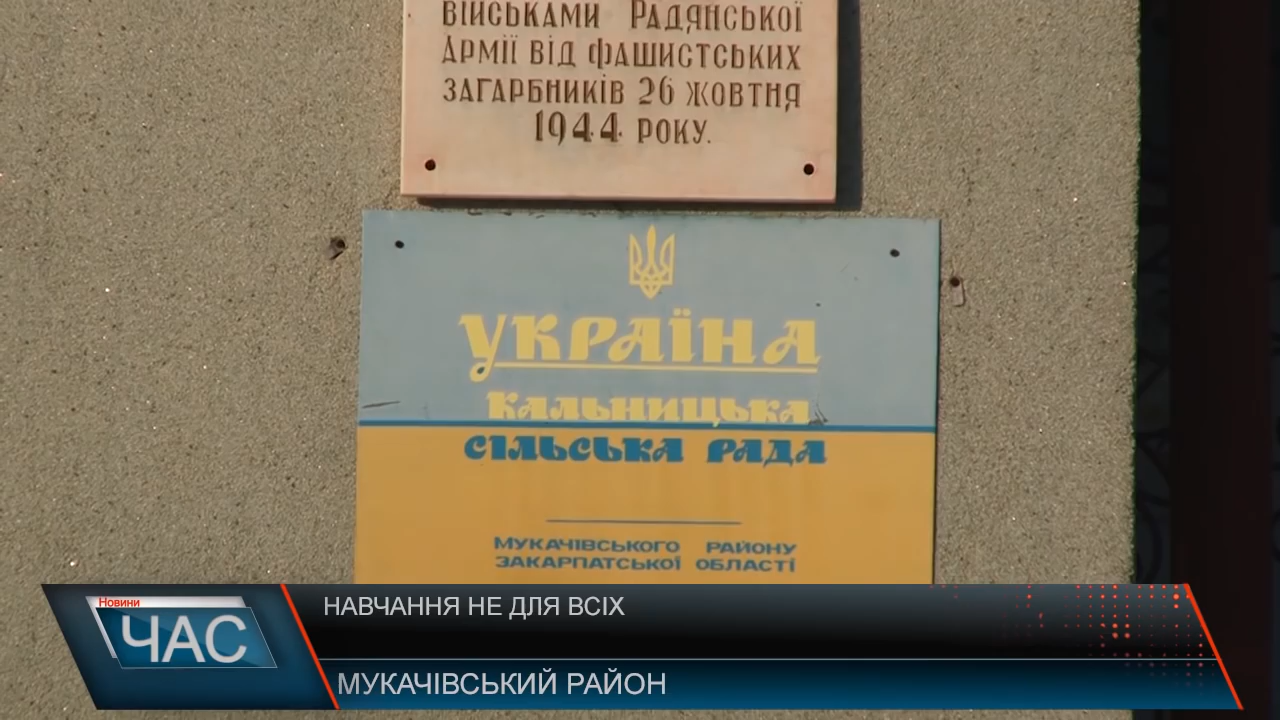 військами Радянської
Армії від фашистських
загарбників 26 жовтня
1944 року.
УКРАЇНА
Кальницька
сільська рада
МУКАЧІВСЬКОГО РАЙОНУ
ЗАКАРПАТСЬКОЇ ОБЛАСТІ
Новини
ЧАС
НАВЧАННЯ НЕ ДЛЯ ВСІХ
МУКАЧІВСЬКИЙ РАЙОН